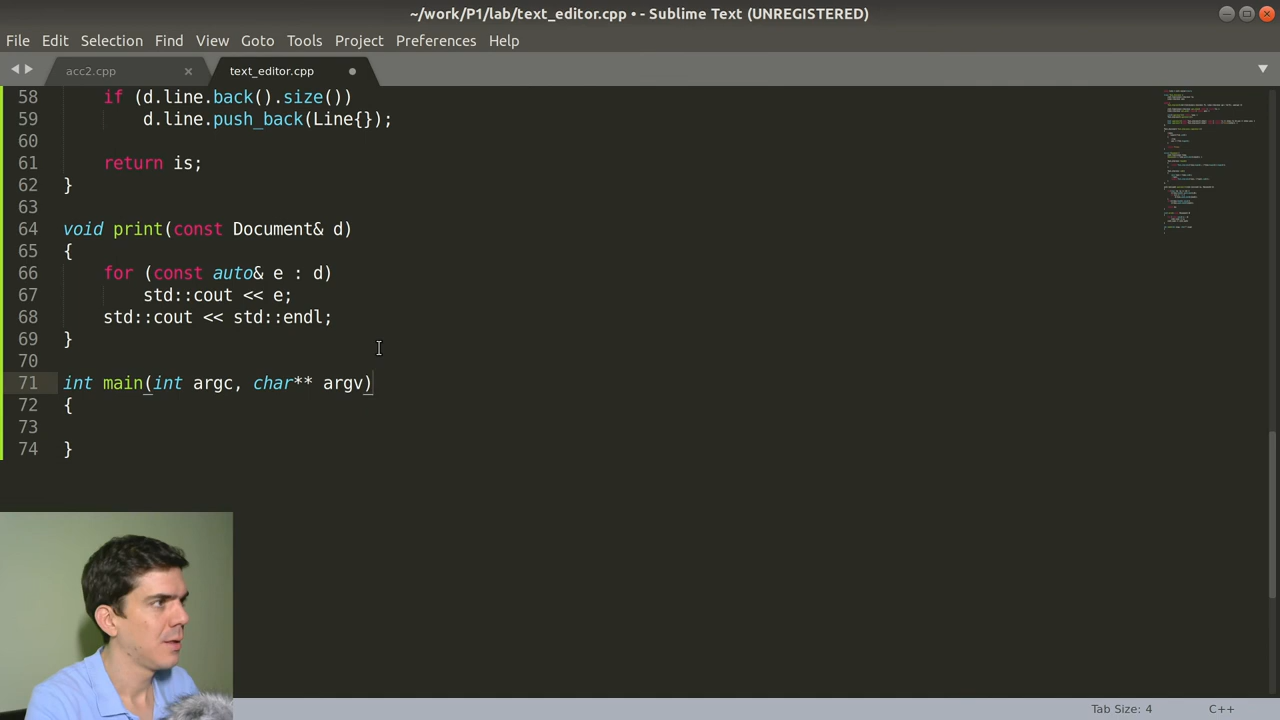 ~/work/P1/lab/text_editor.cpp • - Sublime Text (UNREGISTERED)
File Edit Selection Find View Goto Tools Project Preferences Help
acc2.cpp text_editor.cpp
58 if (d.line.back().size())
59 d.line.push_back(Line{});
60
61 return is;
62 }
63
64 void print(const Document& d)
65 {
66 for (const auto& e : d)
67 std::cout << e;
68 std::cout << std::endl;
69 }
70
71 int main(int argc, char** argv)
72 {
73
74 }
Tab Size: 4 C++